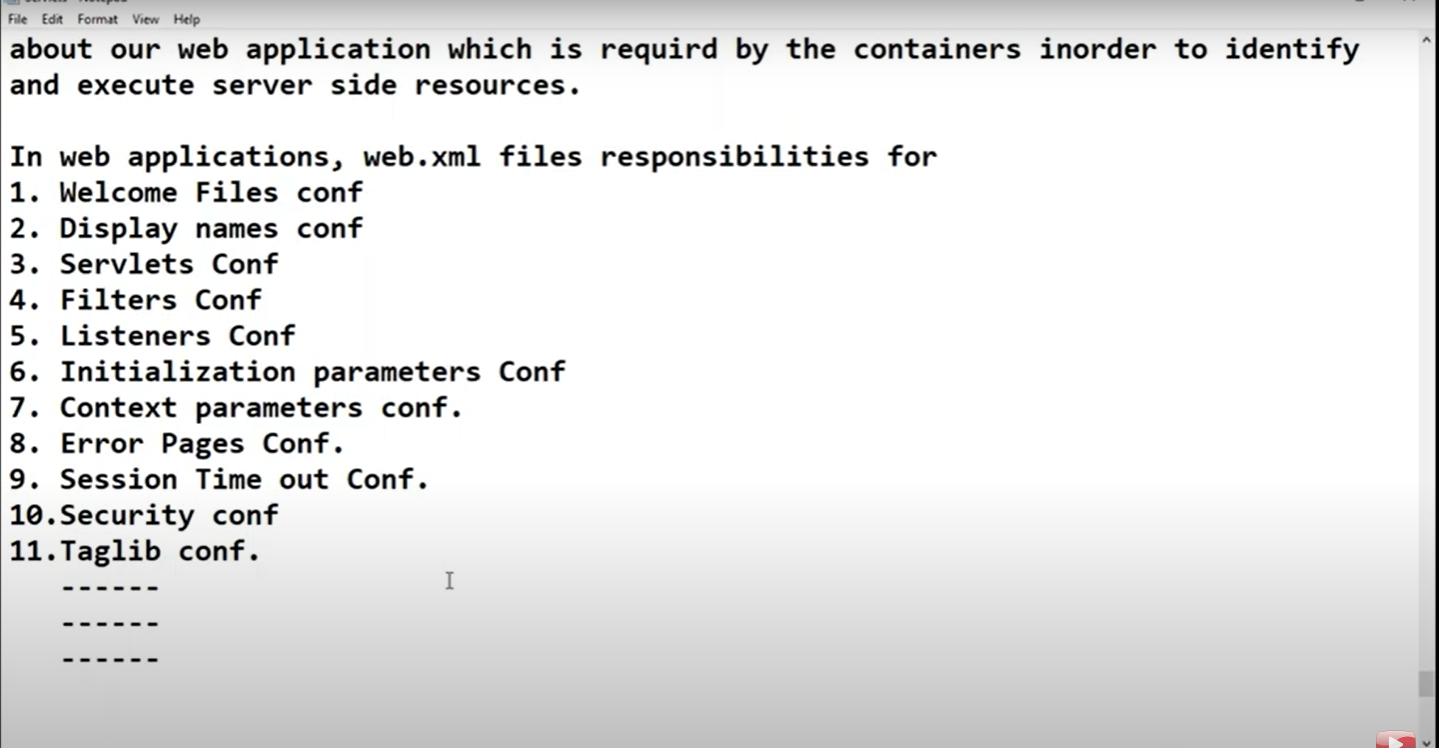 File Edit Format View Help
about our web application which is requird by the containers inorder to identify
and execute server side resources.
In web applications, web.xml files responsibilities for
1. Welcome Files conf
2. Display names conf
3. Servlets Conf
4. Filters Conf
5. Listeners Conf
6. Initialization parameters Conf
7. Context parameters conf.
8. Error Pages Conf.
9. Session Time out Conf.
10.Security conf
11.Taglib conf.
------
------
------